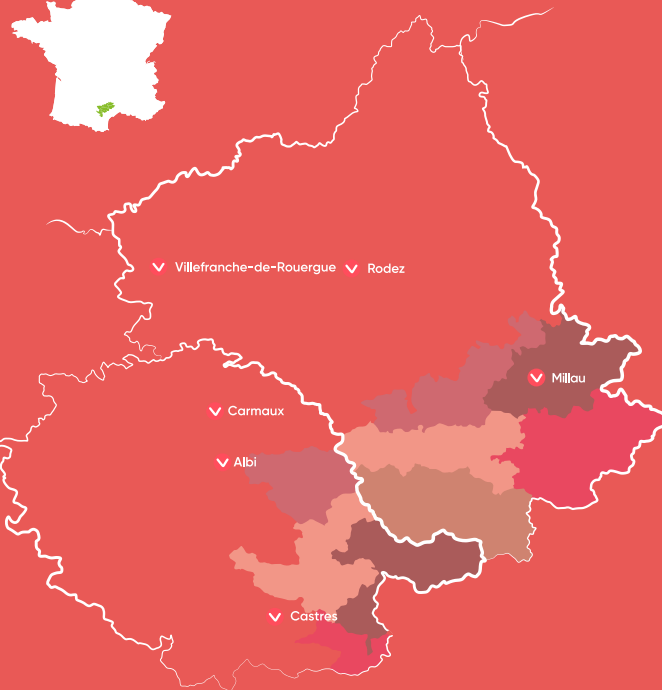 Villefranche-de-Rouergue
Rodez
Millau
Carmaux
Albi
Castres